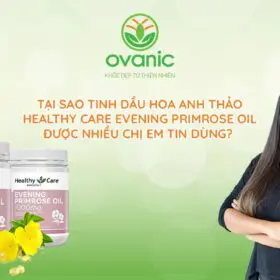 ovanic
KHỎE ĐẸP TỪ THIÊN NHIÊN
TẠI SAO TINH DẦU HOA ANH THẢO
HEALTHY CARE EVENING PRIMROSE OIL
ĐƯỢC NHIỀU CHỊ EM TIN DÙNG?
Healthy Care
EVENING
PRIMROSE OIL
1000mg